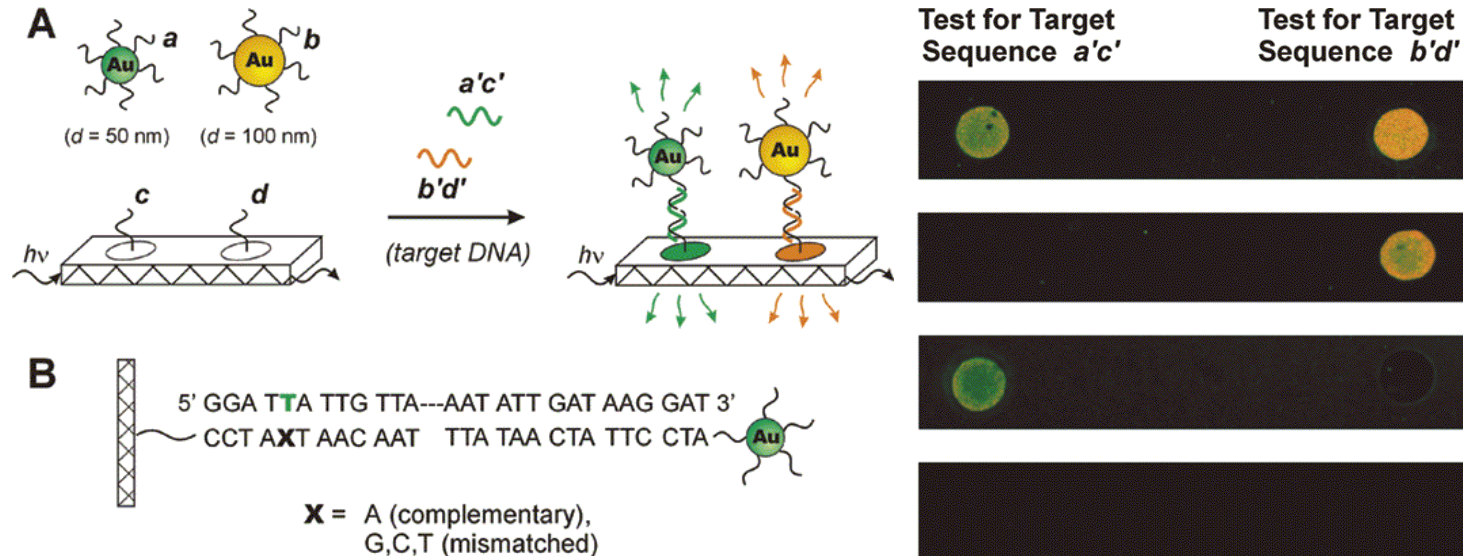 A
a
b
Au
Au
(d = 50 nm)
(d = 100 nm)
c
d
hν
a'c'
b'd'
(target DNA)
Au
Au
hν
Test for Target
Sequence a'c'
Test for Target
Sequence b'd'
B
5' GGA TTA TTG TTA---AAT ATT GAT AAG GAT 3'
CCT AXT AAC AAT TTA TAA CTA TTC CTA
Au
X = A (complementary),
G,C,T (mismatched)